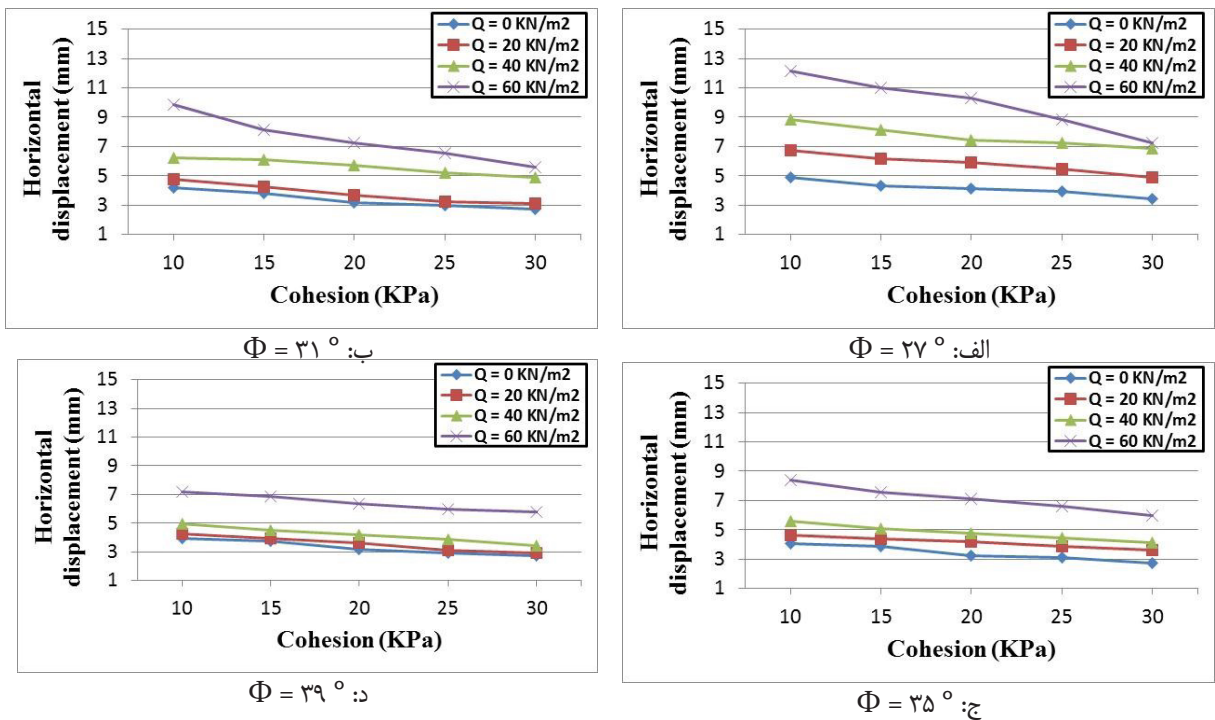 15
13
11
9
7
5
3
1
Horizontal
displacement (mm)
Q = 0 KN/m2
Q = 20 KN/m2
Q = 40 KN/m2
Q = 60 KN/m2
10 15 20 25 30
Cohesion (KPa)
ب: Φ = ۳۱ °
15
13
11
9
7
5
3
1
Horizontal
displacement (mm)
Q = 0 KN/m2
Q = 20 KN/m2
Q = 40 KN/m2
Q = 60 KN/m2
10 15 20 25 30
Cohesion (KPa)
الف: Φ = ۲۷ °
15
13
11
9
7
5
3
1
Horizontal
displacement (mm)
Q = 0 KN/m2
Q = 20 KN/m2
Q = 40 KN/m2
Q = 60 KN/m2
10 15 20 25 30
Cohesion (KPa)
د: Φ = ۳۹ °
15
13
11
9
7
5
3
1
Horizontal
displacement (mm)
Q = 0 KN/m2
Q = 20 KN/m2
Q = 40 KN/m2
Q = 60 KN/m2
10 15 20 25 30
Cohesion (KPa)
ج: Φ = ۳۵ °